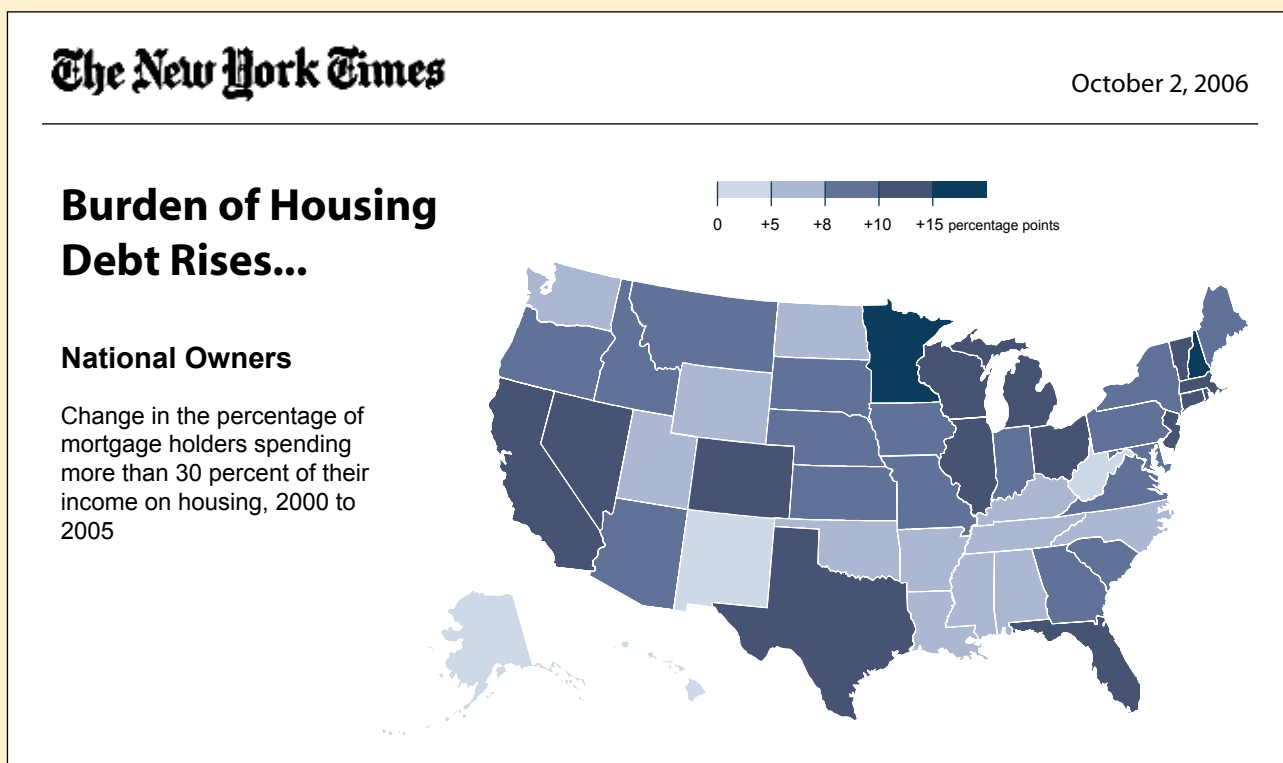 The New York Times
October 2, 2006
Burden of Housing
Debt Rises...
0 +5 +8 +10 +15 percentage points
National Owners
Change in the percentage of
mortgage holders spending
more than 30 percent of their
income on housing, 2000 to
2005